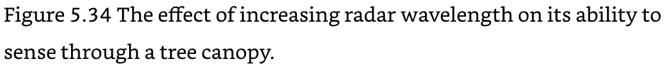 Figure 5.34 The effect of increasing radar wavelength on its ability to
sense through a tree canopy.